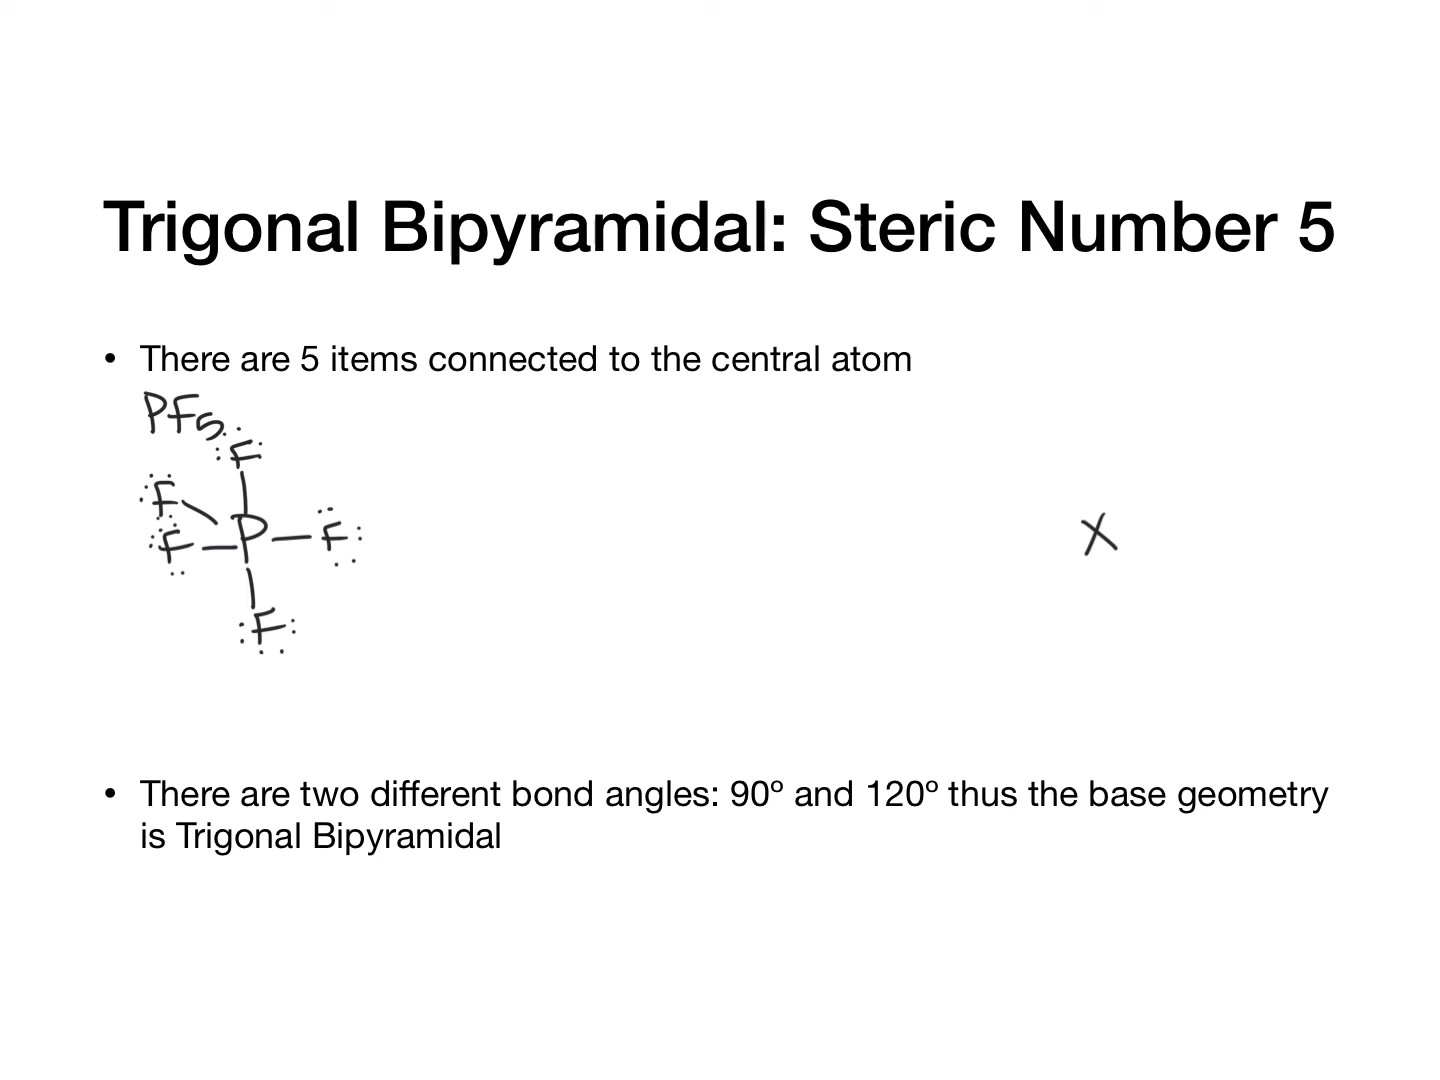 Trigonal Bipyramidal: Steric Number 5
• There are 5 items connected to the central atom
PF5
F
F
P
F
F
F
X
• There are two different bond angles: 90º and 120º thus the base geometry
is Trigonal Bipyramidal